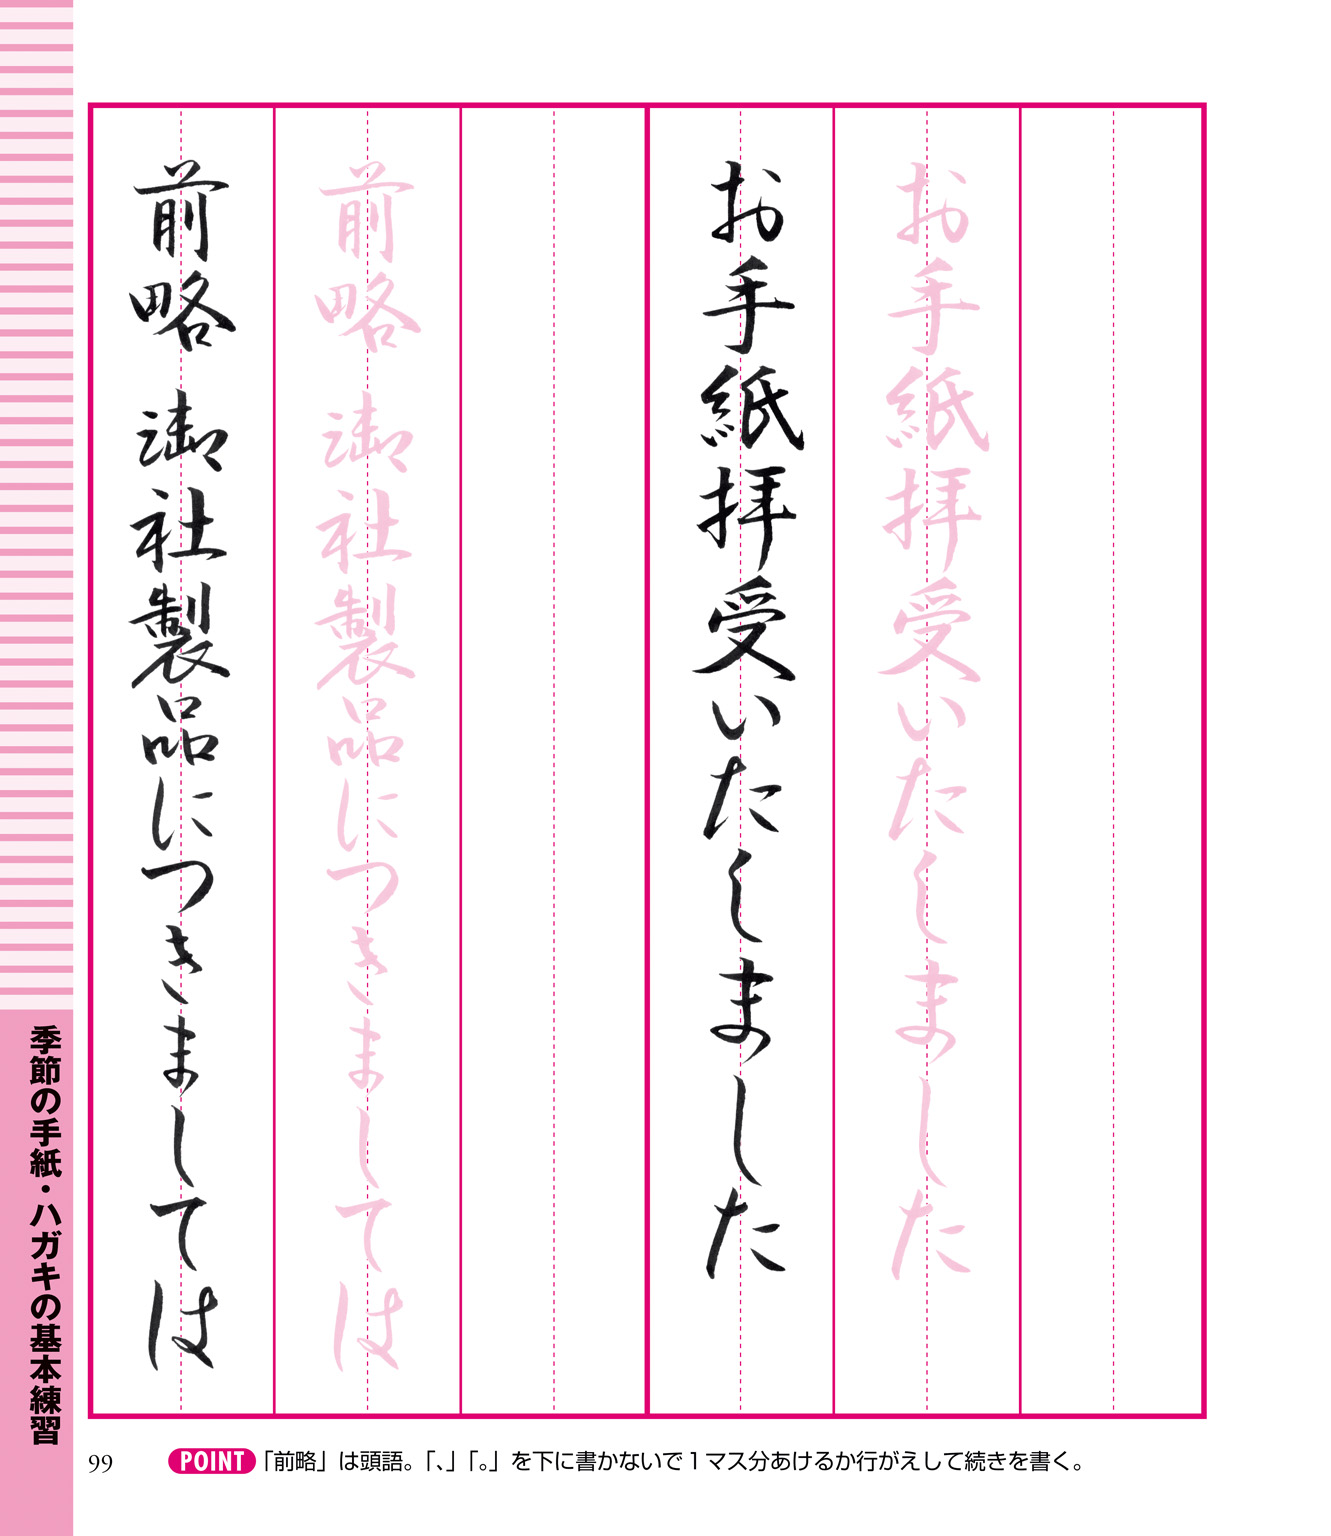 お手紙拝受いたしました
お手紙拝受いたしました
前略 御社製品につきましては
前略 御社製品につきましては
季節の手紙・ハガキの基本練習
99
POINT 「前略」は頭語。「、」「。」を下に書かないで1マス分あけるか行がえして続きを書く。